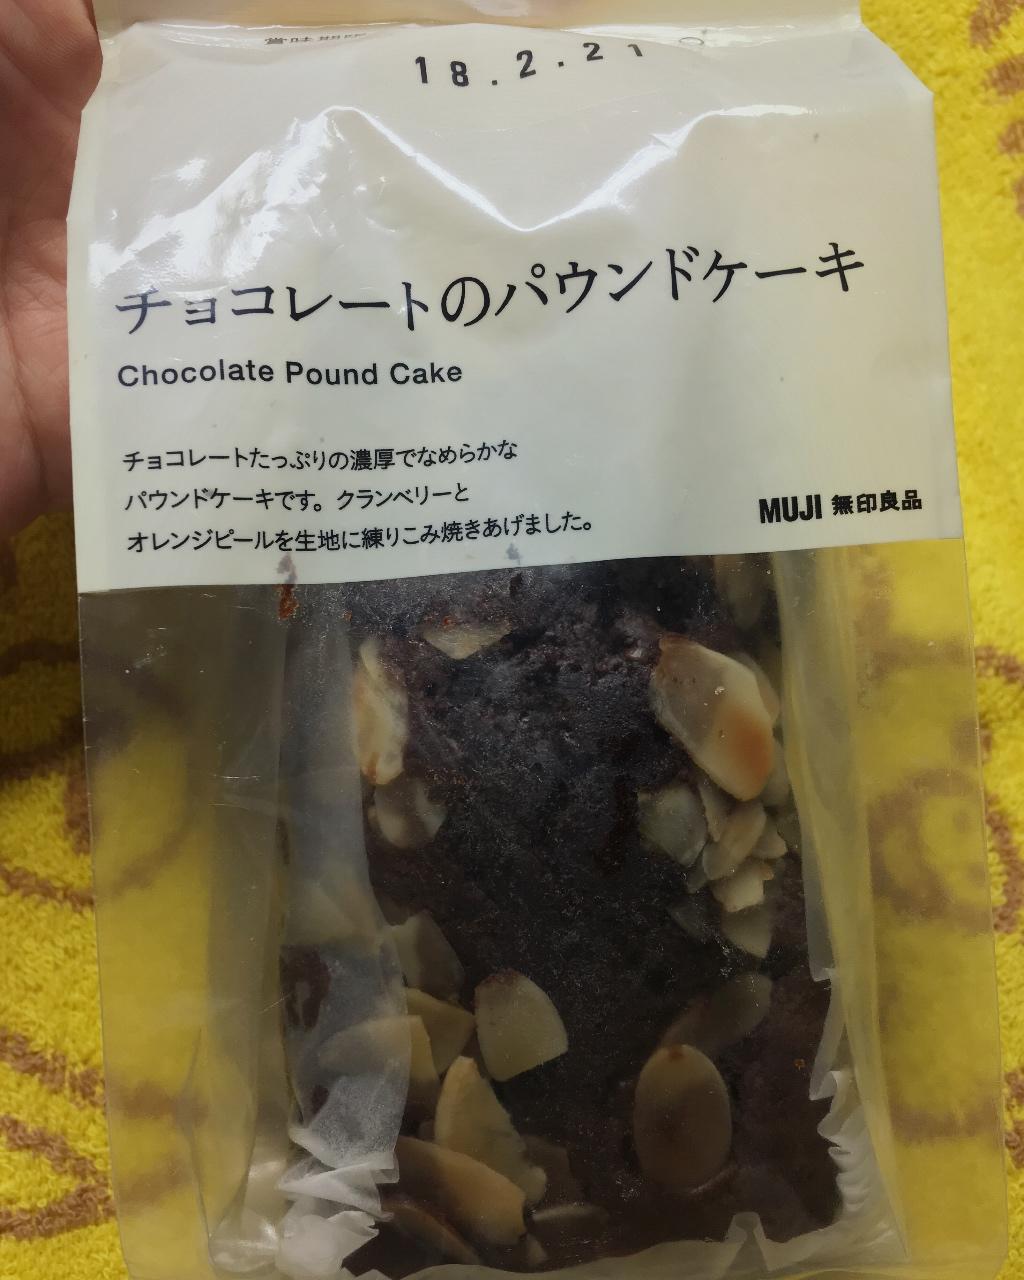 賞味期限
18.2.21
チョコレートのパウンドケーキ
Chocolate Pound Cake
チョコレートたっぷりの濃厚でなめらかな
パウンドケーキです。クランベリーと
オレンジピールを生地に練りこみ焼きあげました。
MUJI 無印良品